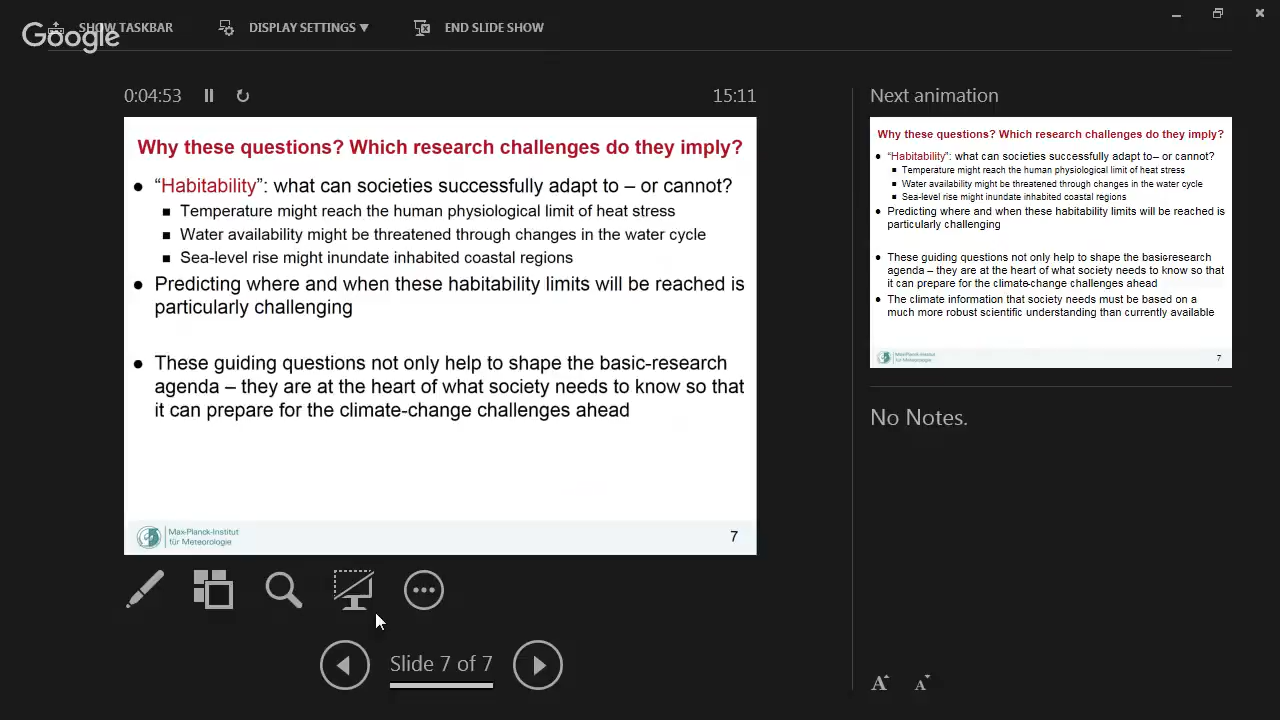 Google
SHOW TASKBAR
DISPLAY SETTINGS ▼
END SLIDE SHOW
0:04:53
15:11
Why these questions? Which research challenges do they imply?
● “Habitability”: what can societies successfully adapt to – or cannot?
■ Temperature might reach the human physiological limit of heat stress
■ Water availability might be threatened through changes in the water cycle
■ Sea-level rise might inundate inhabited coastal regions
● Predicting where and when these habitability limits will be reached is
particularly challenging
● These guiding questions not only help to shape the basic-research
agenda – they are at the heart of what society needs to know so that
it can prepare for the climate-change challenges ahead
Max-Planck-Institut
für Meteorologie
7
Slide 7 of 7
Next animation
Why these questions? Which research challenges do they imply?
● “Habitability”: what can societies successfully adapt to– or cannot?
■ Temperature might reach the human physiological limit of heat stress
■ Water availability might be threatened through changes in the water cycle
■ Sea-level rise might inundate inhabited coastal regions
● Predicting where and when these habitability limits will be reached is
particularly challenging
● These guiding questions not only help to shape the basic-research
agenda – they are at the heart of what society needs to know so that
it can prepare for the climate-change challenges ahead
● The climate information that society needs must be based on a
much more robust scientific understanding than currently available
Max-Planck-Institut
für Meteorologie
7
No Notes.
A A